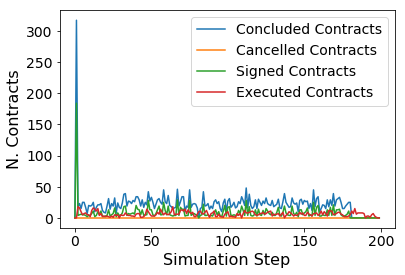 Concluded Contracts
Cancelled Contracts
Signed Contracts
Executed Contracts
N. Contracts
300
250
200
150
100
50
0
0 50 100 150 200
Simulation Step